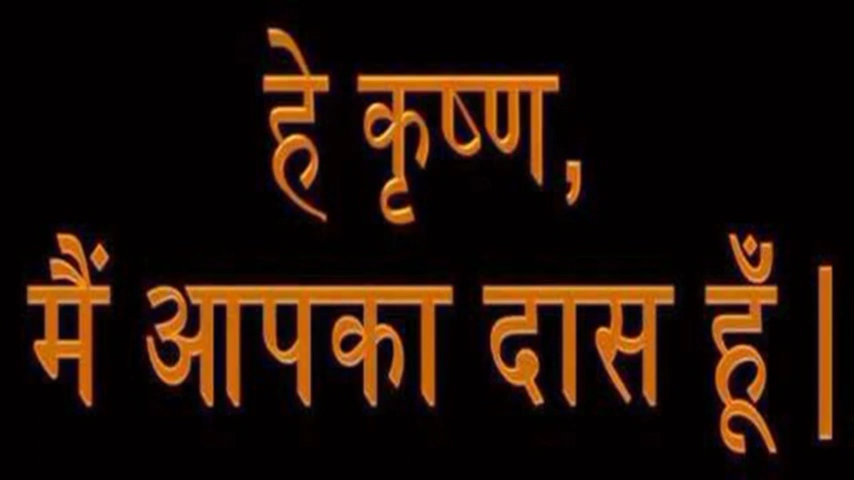 हे कृष्ण,
मैं आपका दास हूँ |